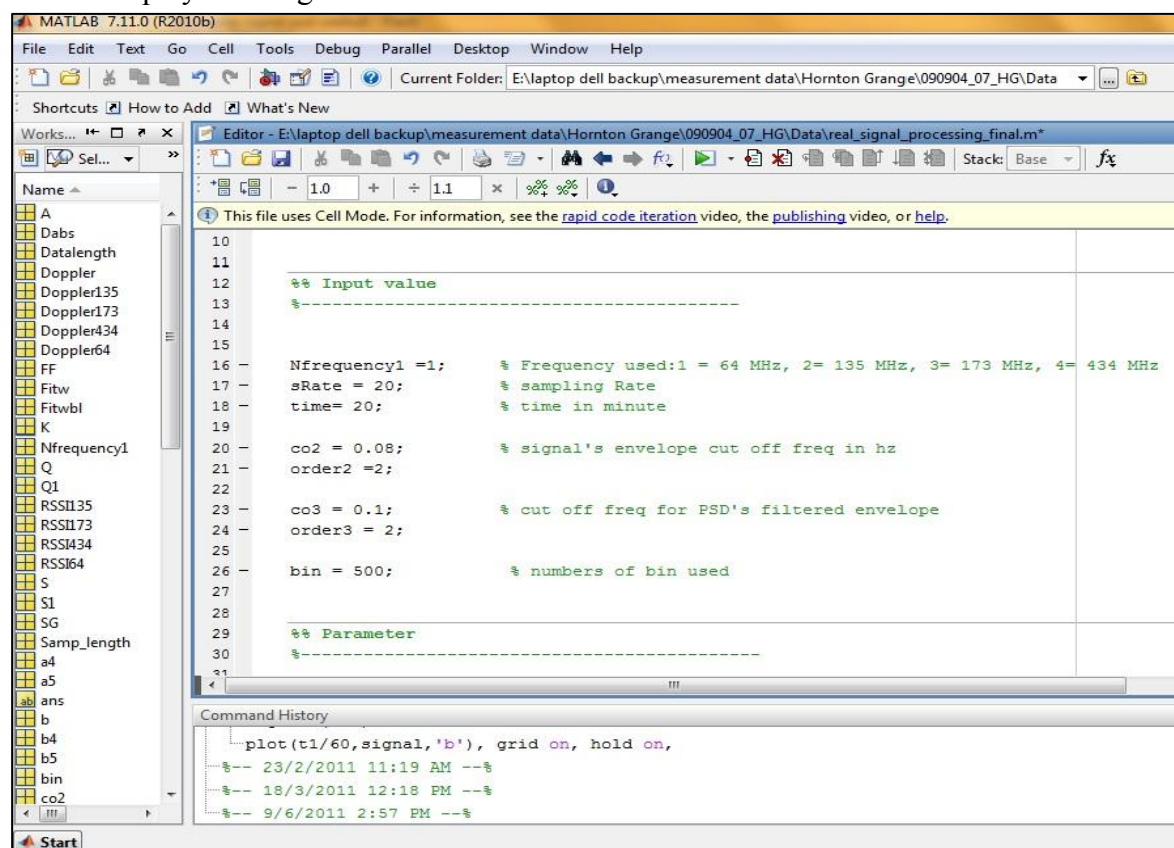 MATLAB 7.11.0 (R2010b)
File Edit Text Go Cell Tools Debug Parallel Desktop Window Help
Current Folder: E:\laptop dell backup\measurement data\Hornton Grange\090904_07_HG\Data
Shortcuts How to Add What's New
Works...
Editor - E:\laptop dell backup\measurement data\Hornton Grange\090904_07_HG\Data\real_signal_processing_final.m*
Sel...
Stack: Base fx
Name
- 1.0 + ÷ 1.1 ×
This file uses Cell Mode. For information, see the rapid code iteration video, the publishing video, or help.
A
Dabs
Datalength
Doppler
Doppler135
Doppler173
Doppler434
Doppler64
FF
Fitw
Fitwbl
K
Nfrequency1
Q
Q1
RSSI135
RSSI173
RSSI434
RSSI64
S
S1
SG
Samp_length
a4
a5
ans
b
b4
b5
bin
co2
10
11
12 %% Input value
13 %------------------------------------------
14
15
16 – Nfrequency1 =1; % Frequency used:1 = 64 MHz, 2= 135 MHz, 3= 173 MHz, 4= 434 MHz
17 – sRate = 20; % sampling Rate
18 – time= 20; % time in minute
19
20 – co2 = 0.08; % signal's envelope cut off freq in hz
21 – order2 =2;
22
23 – co3 = 0.1; % cut off freq for PSD's filtered envelope
24 – order3 = 2;
25
26 – bin = 500; % numbers of bin used
27
28
29 %% Parameter
30 %--------------------------------------------
31
Command History
plot(t1/60,signal,'b'), grid on, hold on,
%-- 23/2/2011 11:19 AM --%
%-- 18/3/2011 12:18 PM --%
%-- 9/6/2011 2:57 PM --%
Start